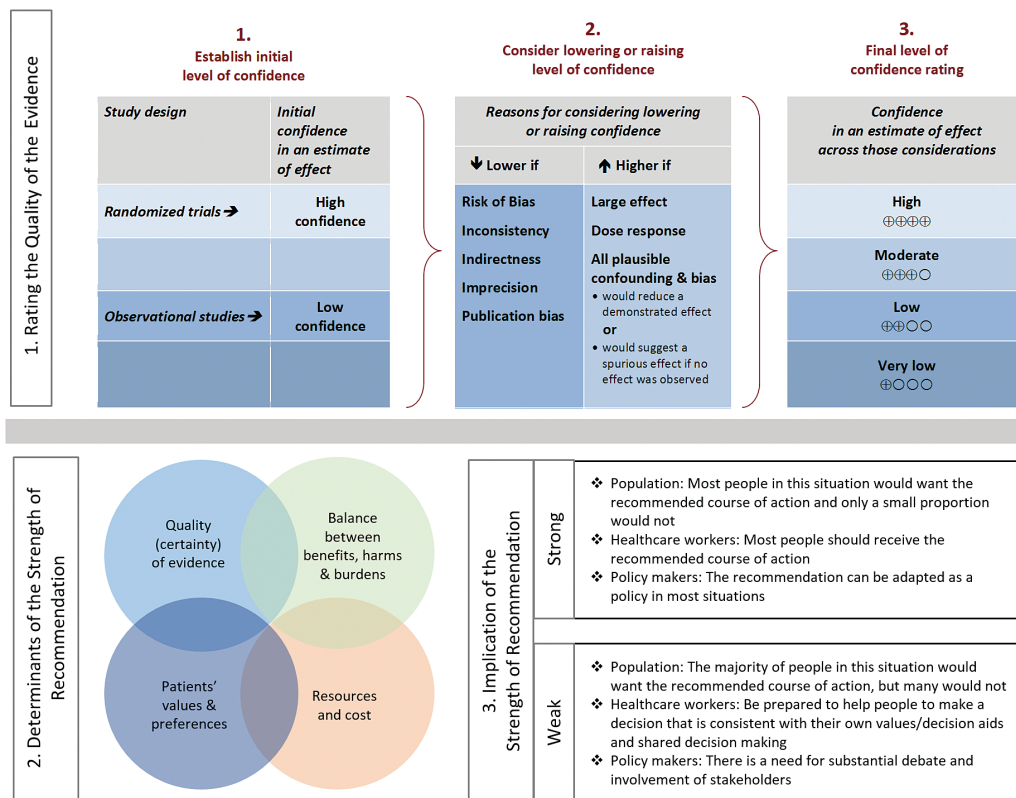 1. Rating the Quality of the Evidence
1.
Establish initial
level of confidence
2.
Consider lowering or raising
level of confidence
3.
Final level of
confidence rating
Study design
Initial
confidence
in an estimate
of effect
Randomized trials➔
High
confidence
Observational studies➔
Low
confidence
Reasons for considering lowering
or raising confidence
🡻 Lower if
🡹 Higher if
Risk of Bias
Inconsistency
Indirectness
Imprecision
Publication bias
Large effect
Dose response
All plausible
confounding & bias
• would reduce a
demonstrated effect
or
• would suggest a
spurious effect if no
effect was observed
Confidence
in an estimate of effect
across those considerations
High
⊕⊕⊕⊕
Moderate
⊕⊕⊕○
Low
⊕⊕○○
Very low
⊕○○○
2. Determinants of the Strength of
Recommendation
Quality
(certainty)
of evidence
Balance
between
benefits, harms
& burdens
Patients’
values &
preferences
Resources
and cost
3. Implication of the
Strength of Recommendation
Strong
❖ Population: Most people in this situation would want the
recommended course of action and only a small proportion
would not
❖ Healthcare workers: Most people should receive the
recommended course of action
❖ Policy makers: The recommendation can be adapted as a
policy in most situations
Weak
❖ Population: The majority of people in this situation would
want the recommended course of action, but many would not
❖ Healthcare workers: Be prepared to help people to make a
decision that is consistent with their own values/decision aids
and shared decision making
❖ Policy makers: There is a need for substantial debate and
involvement of stakeholders